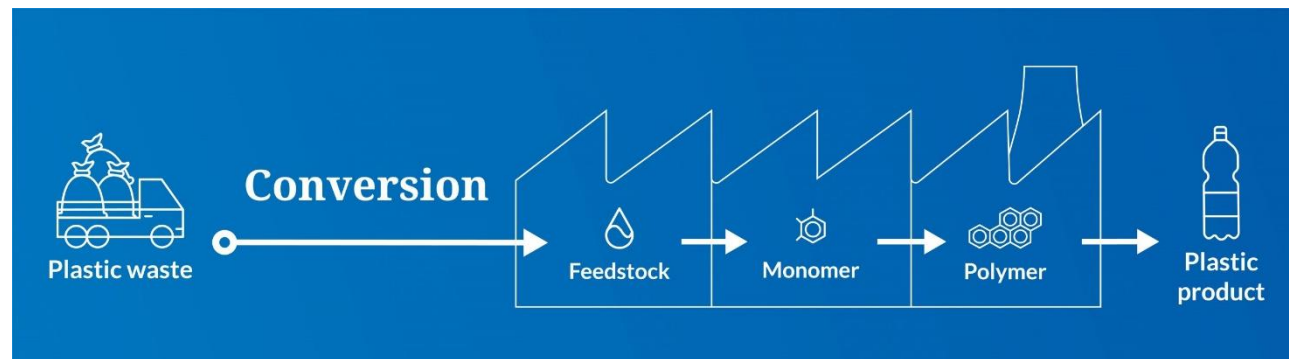 Conversion
Plastic waste
Feedstock
Monomer
Polymer
Plastic
product